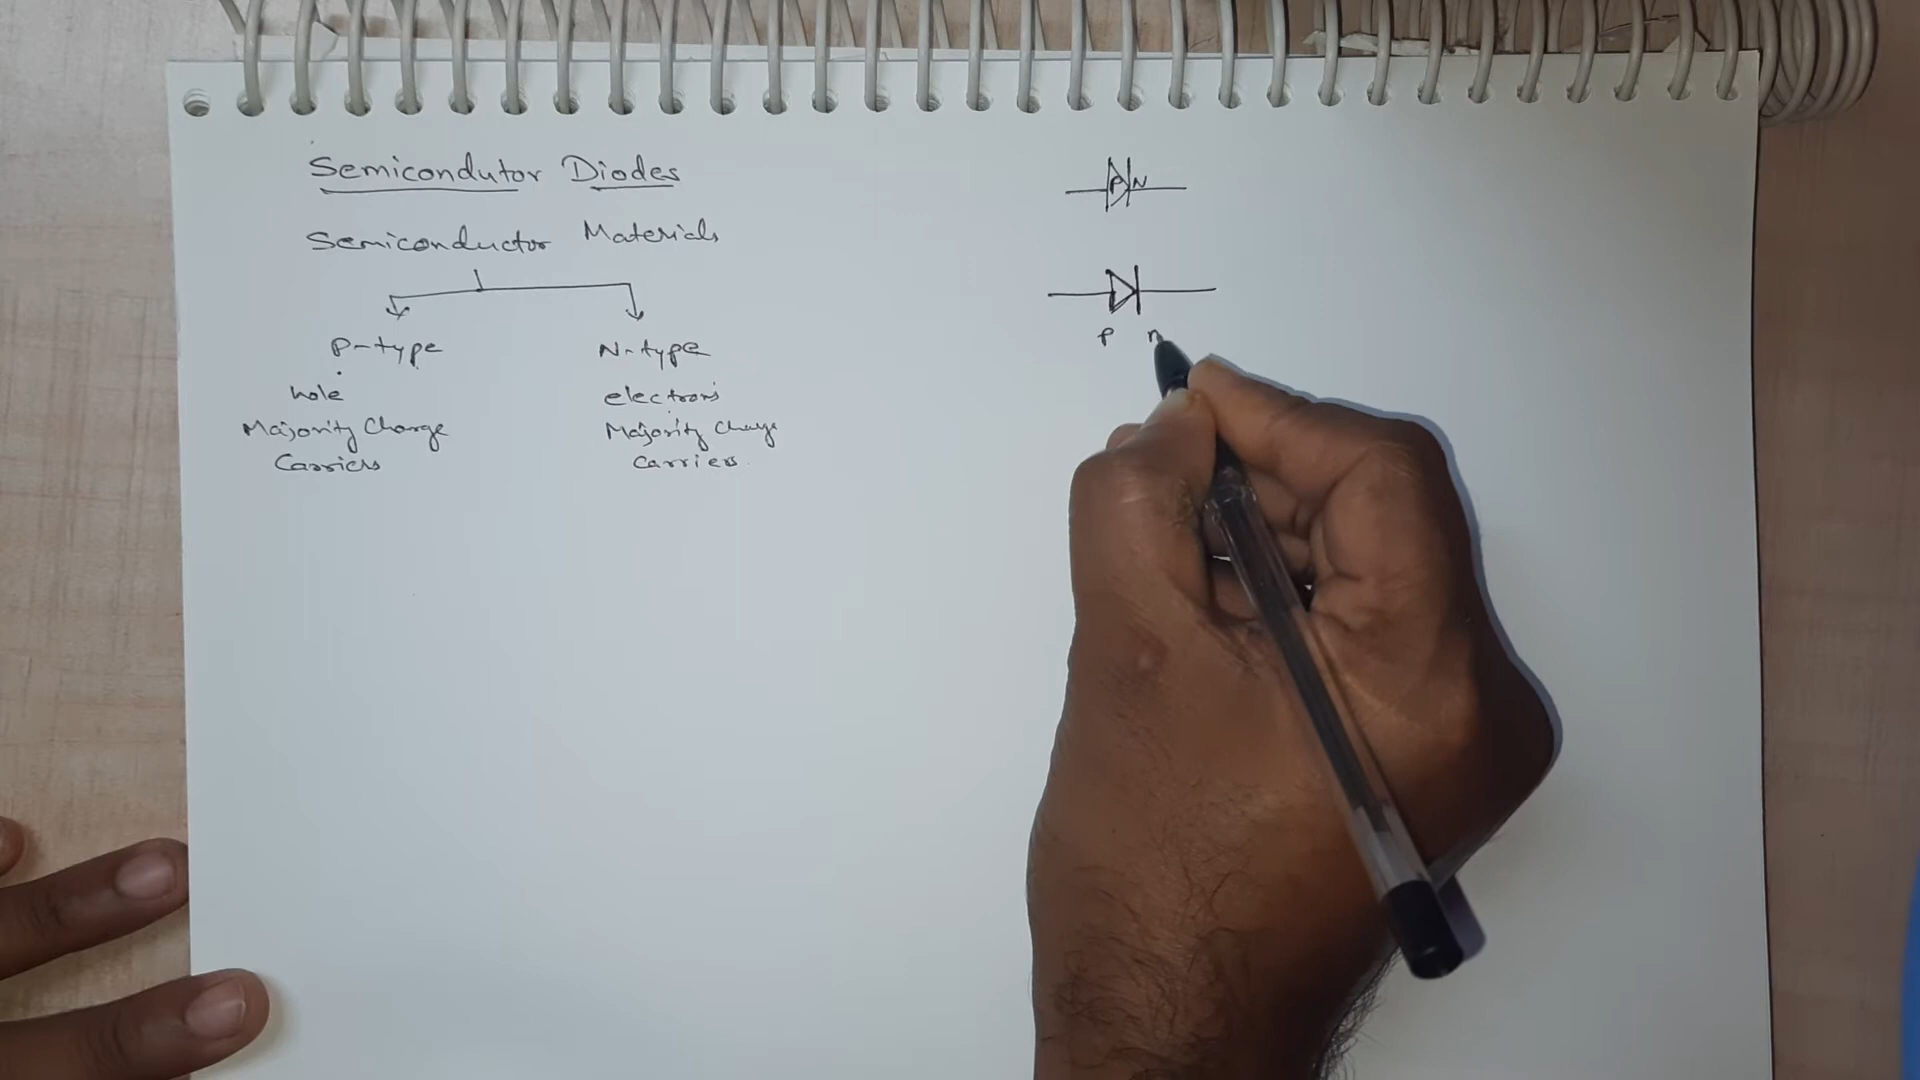 Semicondutor Diodes
Semiconductor Materials
P-type
N-type
hole
Majority Charge
Carriers
electrons
Majority Charge
Carriers
P N
P n